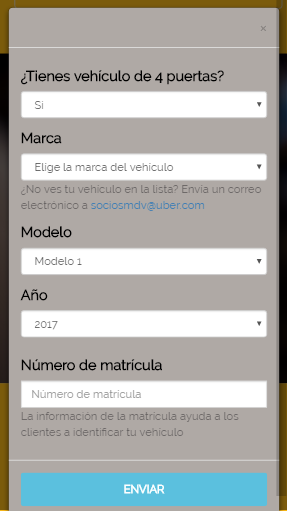 ×
¿Tienes vehículo de 4 puertas?
Si
Marca
Elige la marca del vehículo
¿No ves tu vehículo en la lista? Envía un correo
electrónico a sociosmdv@uber.com
Modelo
Modelo 1
Año
2017
Número de matrícula
Número de matrícula
La información de la matrícula ayuda a los
clientes a identificar tu vehículo
ENVIAR